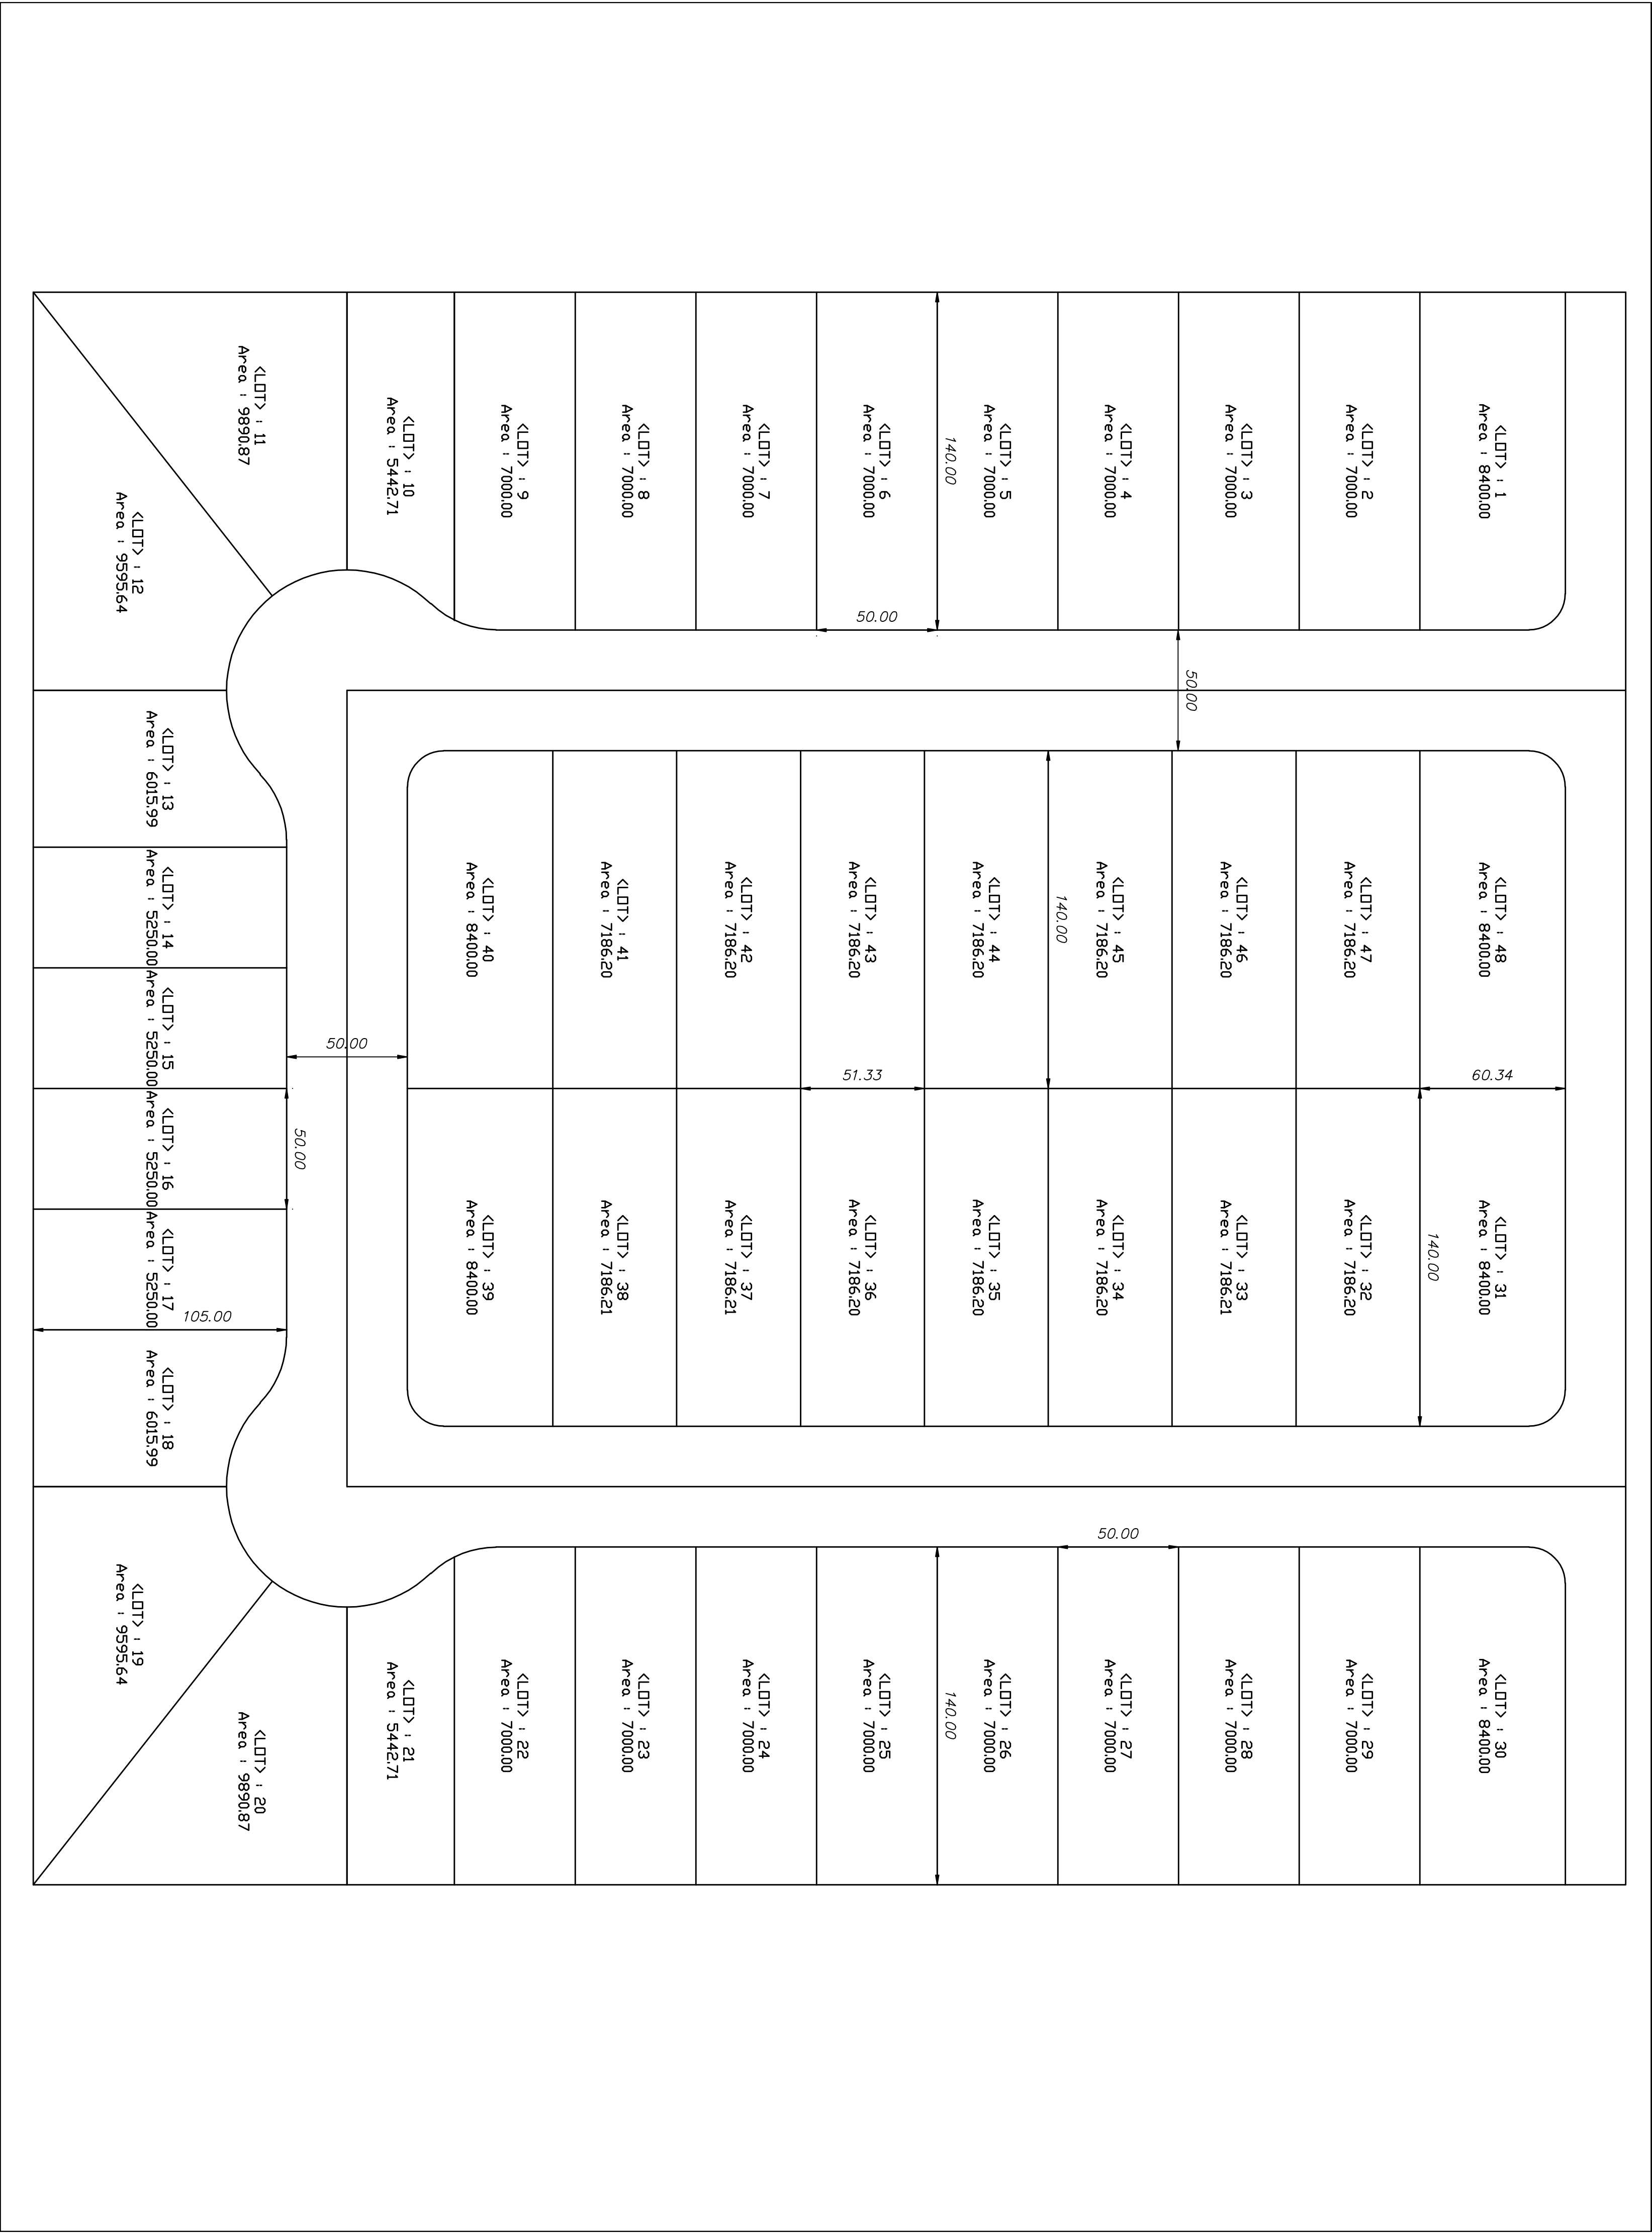 <LOT> : 1
Area : 8400.00
<LOT> : 2
Area : 7000.00
<LOT> : 3
Area : 7000.00
<LOT> : 4
Area : 7000.00
<LOT> : 5
Area : 7000.00
140.00
<LOT> : 6
Area : 7000.00
50.00
<LOT> : 7
Area : 7000.00
<LOT> : 8
Area : 7000.00
<LOT> : 9
Area : 7000.00
<LOT> : 10
Area : 5442.71
<LOT> : 11
Area : 9890.87
<LOT> : 12
Area : 9595.64
50.00
<LOT> : 48
Area : 8400.00
<LOT> : 47
Area : 7186.20
<LOT> : 46
Area : 7186.20
<LOT> : 45
Area : 7186.20
140.00
<LOT> : 44
Area : 7186.20
<LOT> : 43
Area : 7186.20
<LOT> : 42
Area : 7186.20
<LOT> : 41
Area : 7186.20
<LOT> : 40
Area : 8400.00
50.00
<LOT> : 13
Area : 6015.99
<LOT> : 14
Area : 5250.00
<LOT> : 15
Area : 5250.00
60.34
51.33
<LOT> : 31
Area : 8400.00
140.00
<LOT> : 32
Area : 7186.20
<LOT> : 33
Area : 7186.21
<LOT> : 34
Area : 7186.20
<LOT> : 35
Area : 7186.20
<LOT> : 36
Area : 7186.20
<LOT> : 37
Area : 7186.21
<LOT> : 38
Area : 7186.21
<LOT> : 39
Area : 8400.00
50.00
<LOT> : 16
Area : 5250.00
<LOT> : 17
Area : 5250.00
105.00
<LOT> : 18
Area : 6015.99
50.00
<LOT> : 30
Area : 8400.00
<LOT> : 29
Area : 7000.00
<LOT> : 28
Area : 7000.00
<LOT> : 27
Area : 7000.00
<LOT> : 26
Area : 7000.00
140.00
<LOT> : 25
Area : 7000.00
<LOT> : 24
Area : 7000.00
<LOT> : 23
Area : 7000.00
<LOT> : 22
Area : 7000.00
<LOT> : 21
Area : 5442.71
<LOT> : 20
Area : 9890.87
<LOT> : 19
Area : 9595.64